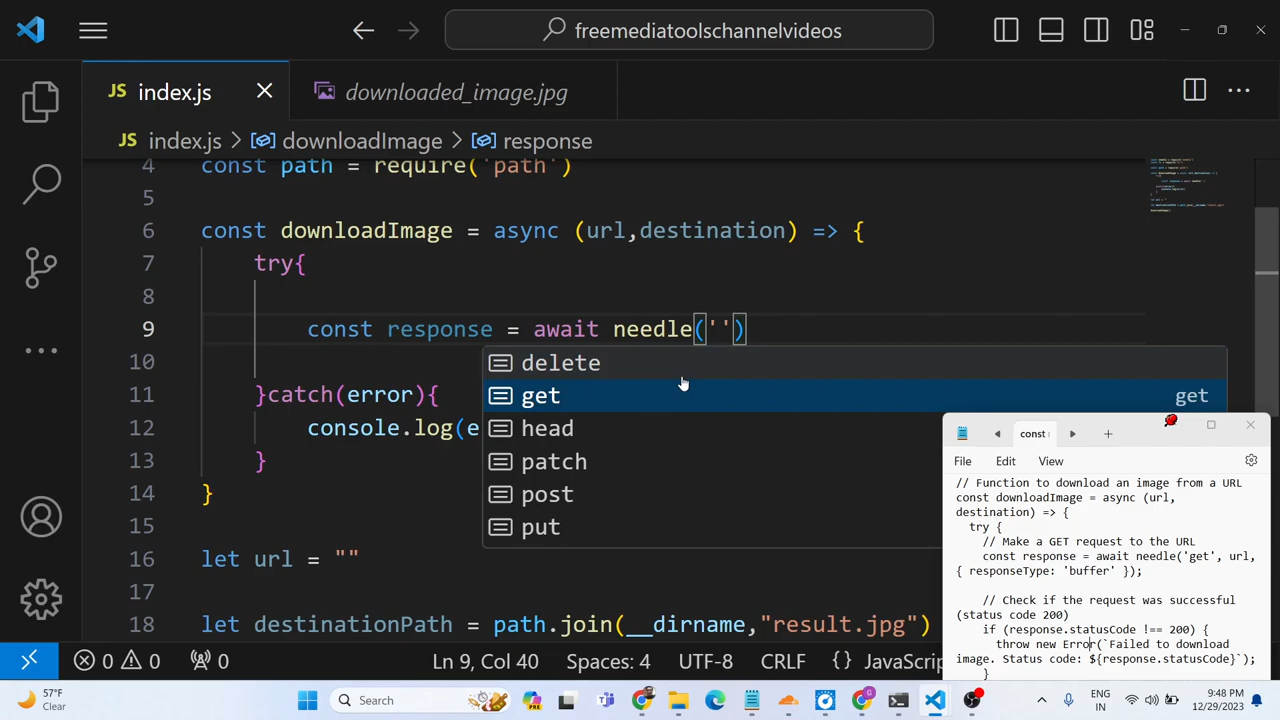 freemediatoolschannelvideos
JS index.js
downloaded_image.jpg
JS index.js > downloadImage > response
4 const path = require('path')
5
6 const downloadImage = async (url,destination) => {
7 try{
8
9 const response = await needle('')
10
11 }catch(error){
12 console.log(e
13 }
14 }
15
16 let url = ""
17
18 let destinationPath = path.join(__dirname,"result.jpg")
delete
get get
head
patch
post
put
const
File Edit View
// Function to download an image from a URL
const downloadImage = async (url,
destination) => {
try {
// Make a GET request to the URL
const response = await needle('get', url,
{ responseType: 'buffer' });
// Check if the request was successful
(status code 200)
if (response.statusCode !== 200) {
throw new Error(`Failed to download
image. Status code: ${response.statusCode}`);
}
0 0 0 Ln 9, Col 40 Spaces: 4 UTF-8 CRLF {} JavaSc
57°F
Clear
Search
ENG
IN
9:48 PM
12/29/2023